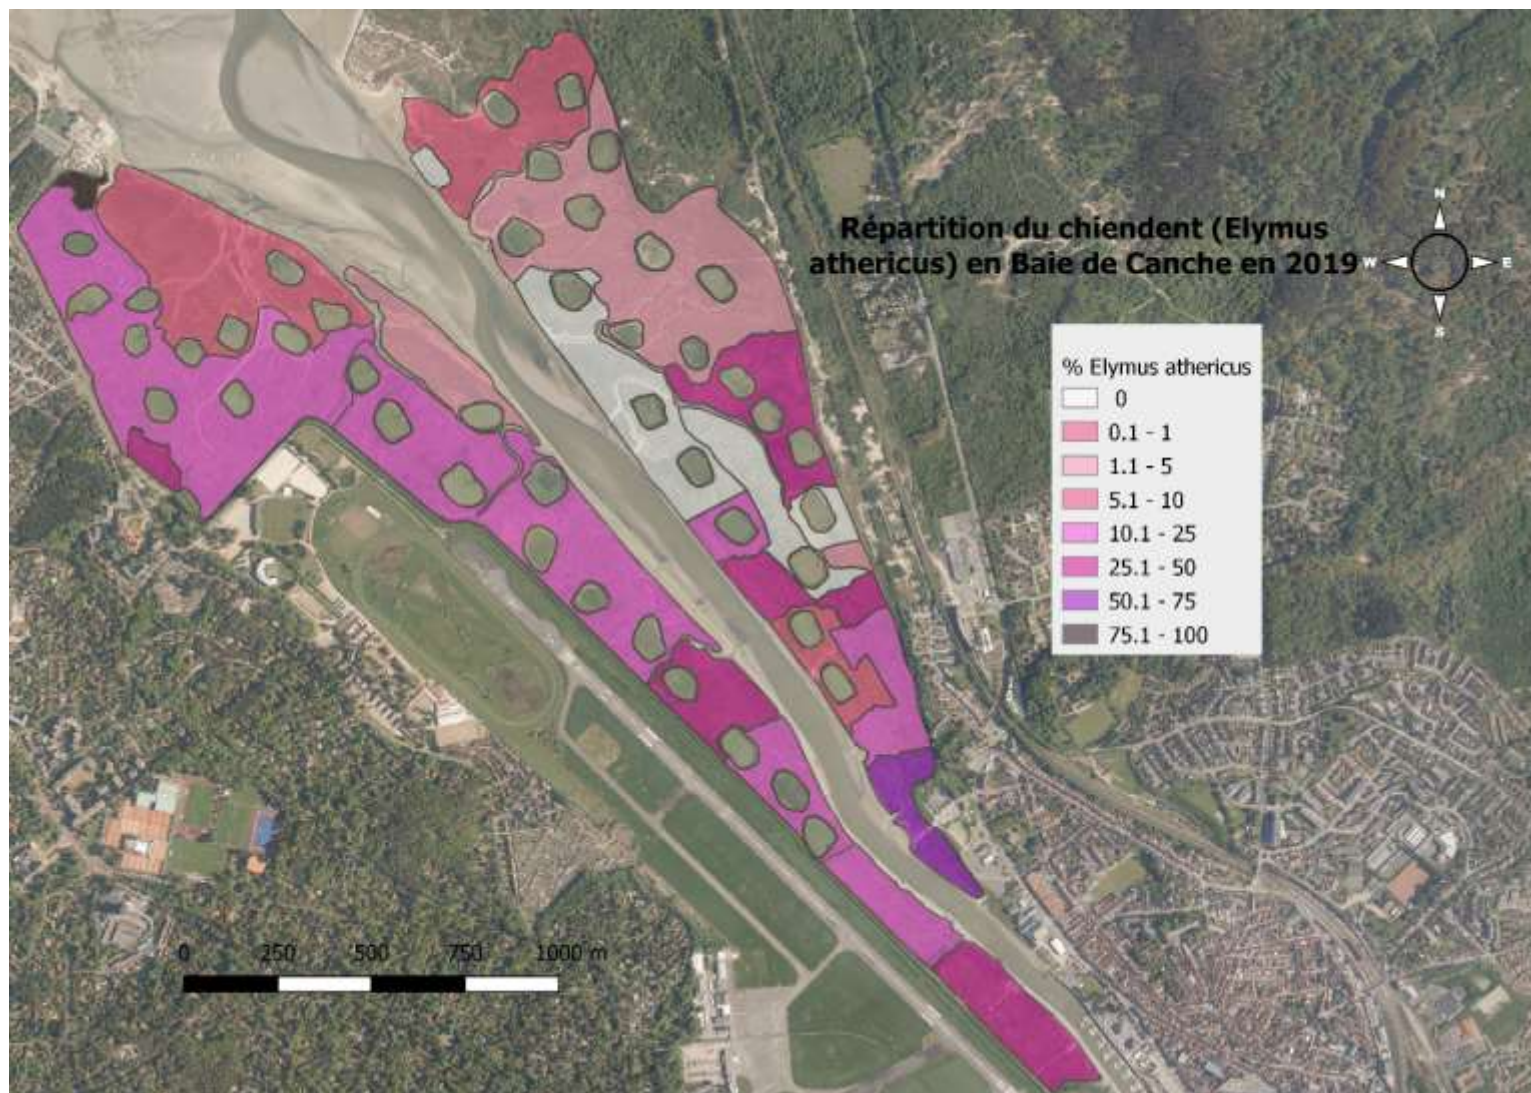 N
Répartition du chiendent (Elymus
athericus) en Baie de Canche en 2019
W
E
S
% Elymus athericus
0
0.1 - 1
1.1 - 5
5.1 - 10
10.1 - 25
25.1 - 50
50.1 - 75
75.1 - 100
0 250 500 750 1000 m